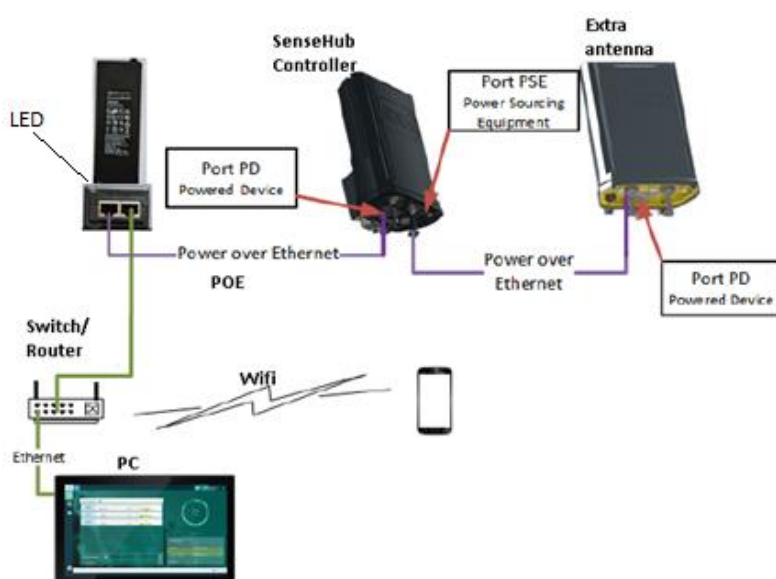 Extra
antenna
SenseHub
Controller
Port PSE
Power Sourcing
Equipment
LED
Port PD
Powered Device
Power over Ethernet
POE
Power over
Ethernet
Port PD
Powered Device
Switch/
Router
Wifi
Ethernet
PC